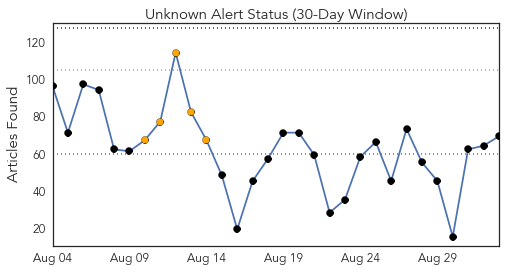 Unknown Alert Status (30-Day Window)
Articles Found
120
100
80
60
40
20
Aug 04 Aug 09 Aug 14 Aug 19 Aug 24 Aug 29